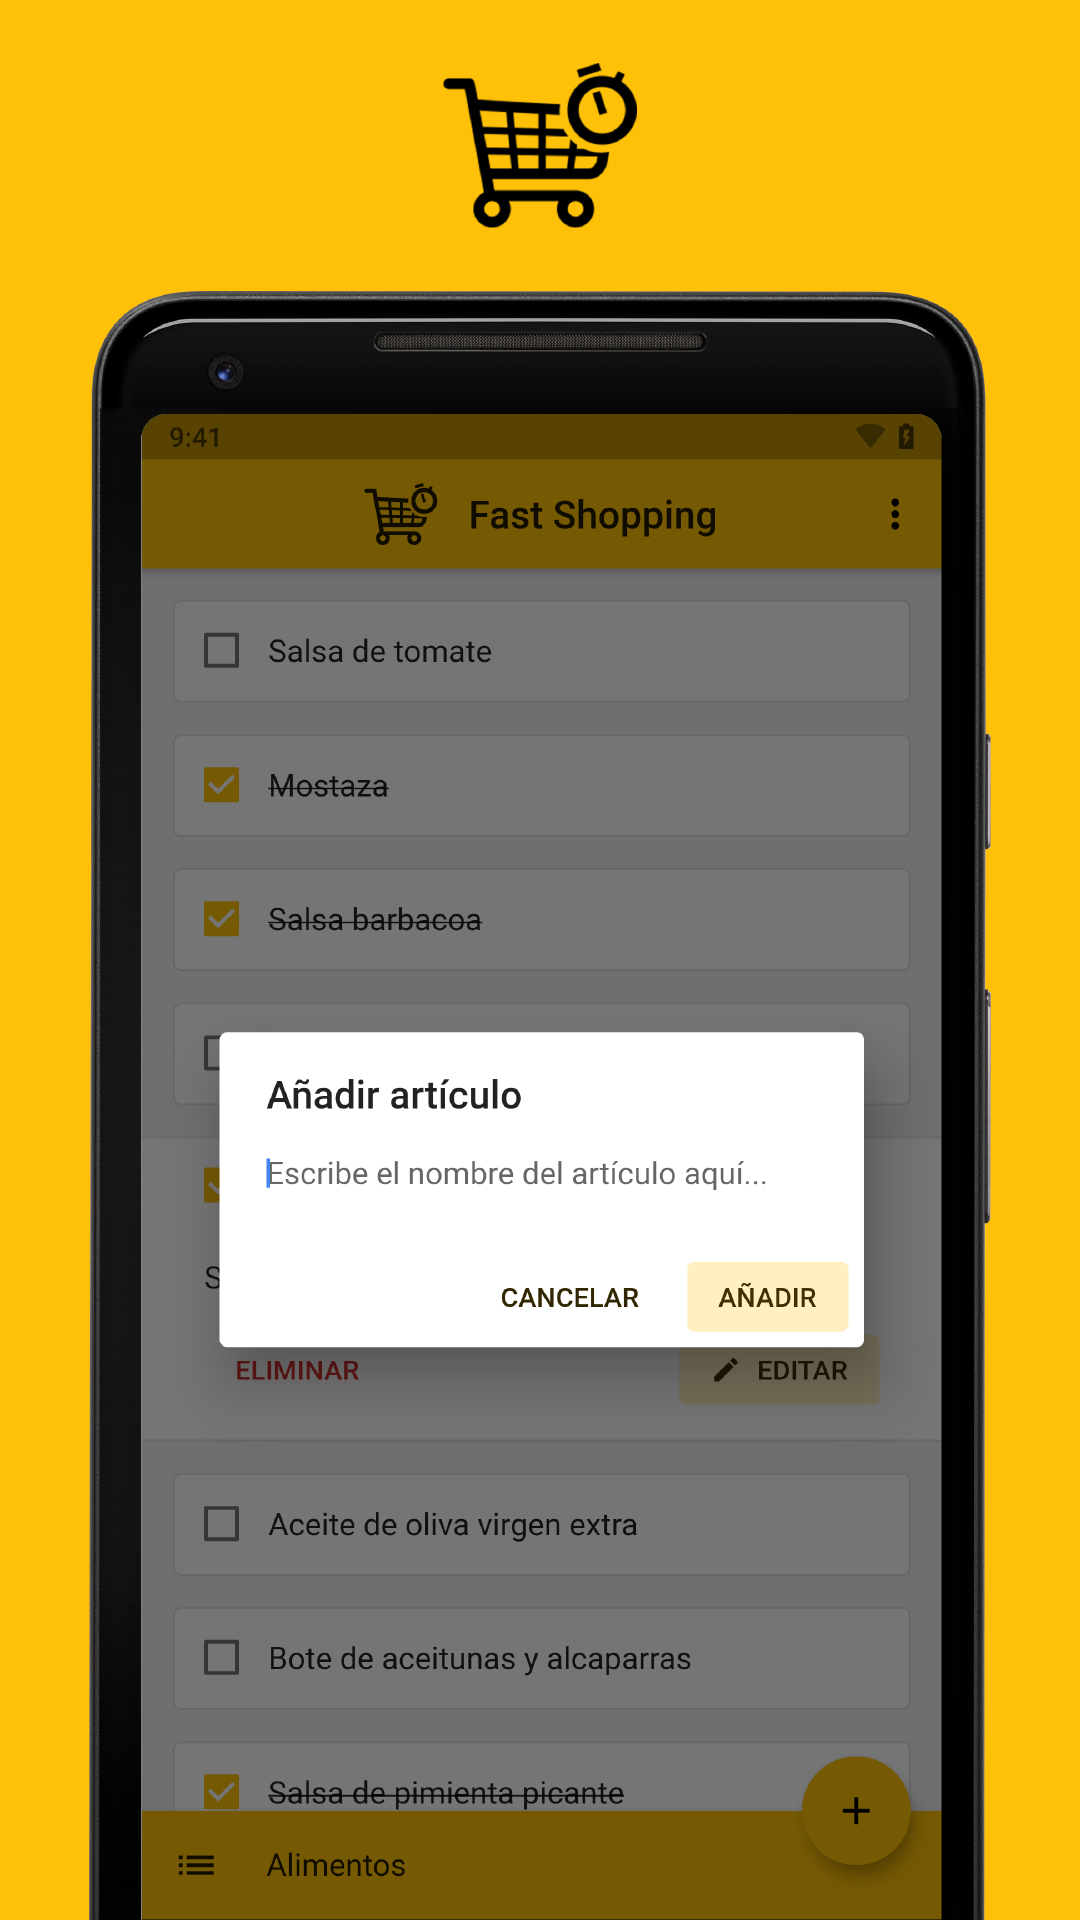 9:41
Fast Shopping
Salsa de tomate
Mostaza
Salsa barbacoa
Añadir artículo
Escribe el nombre del artículo aquí...
S
CANCELAR
AÑADIR
ELIMINAR
EDITAR
Aceite de oliva virgen extra
Bote de aceitunas y alcaparras
Salsa de pimienta picante
Alimentos